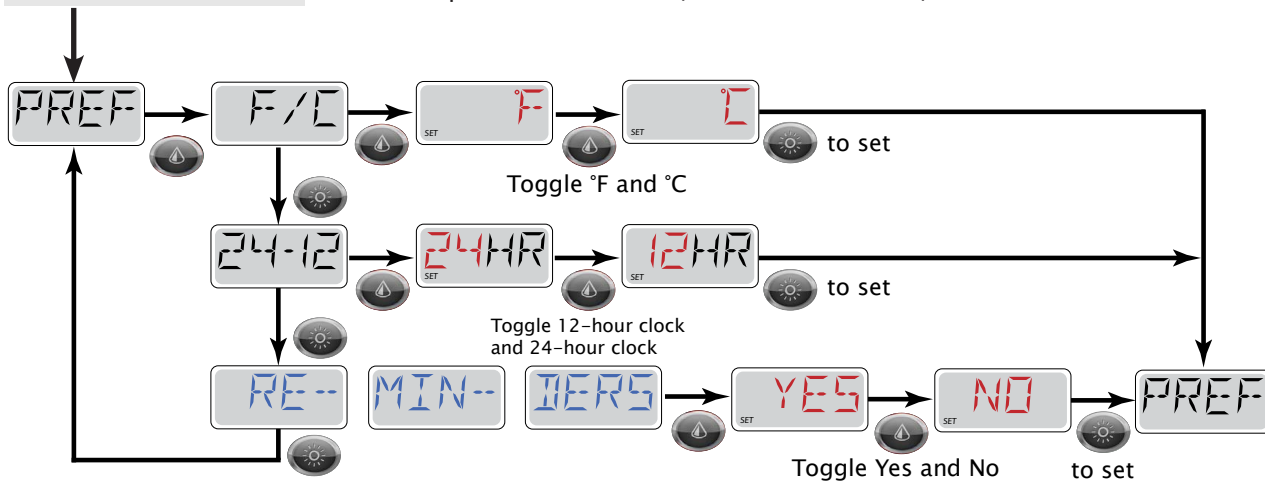 PREF
F/C
SET °F
SET °C
to set
Toggle °F and °C
24-12
SET 24HR
SET 12HR
to set
Toggle 12-hour clock
and 24-hour clock
RE-- MIN-- DERS
SET YES
SET NO
PREF
Toggle Yes and No
to set